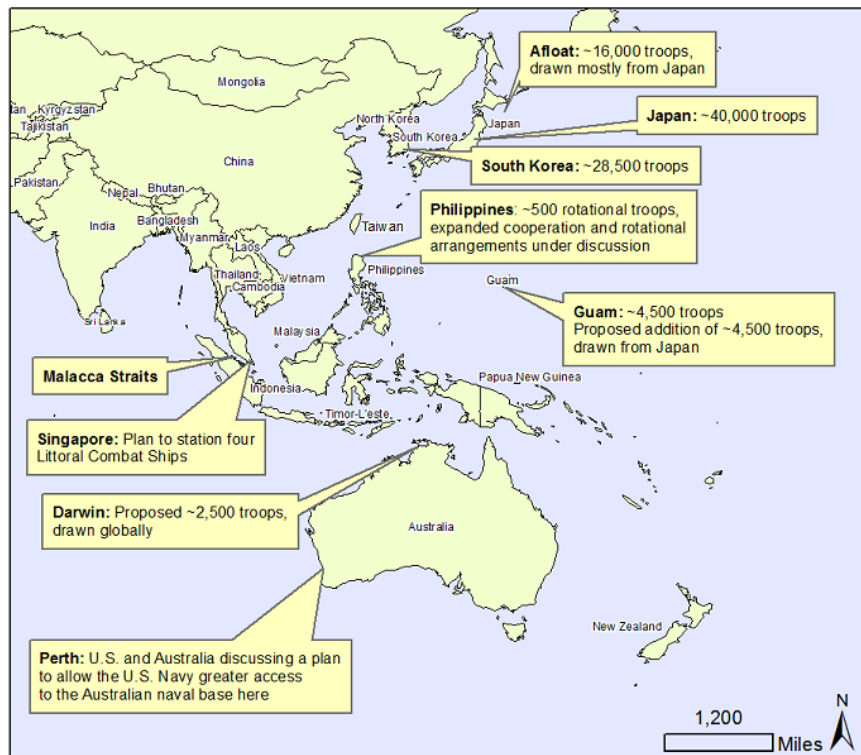 Afloat: ~16,000 troops,
drawn mostly from Japan
Mongolia
tan
Kyrgyzstan
Tajikistan
North Korea
Japan
Japan: ~40,000 troops
South Korea
China
South Korea: ~28,500 troops
Pakistan
Nepal
Bhutan
Philippines: ~500 rotational troops,
expanded cooperation and rotational
arrangements under discussion
India
Bangladesh
Taiwan
Myanmar
Laos
Thailand
Vietnam
Philippines
Cambodia
Guam
Sri Lanka
Guam: ~4,500 troops
Proposed addition of ~4,500 troops,
drawn from Japan
Malaysia
Malacca Straits
Papua New Guinea
Indonesia
Timor-L'este
Singapore: Plan to station four
Littoral Combat Ships
Darwin: Proposed ~2,500 troops,
drawn globally
Australia
New Zealand
Perth: U.S. and Australia discussing a plan
to allow the U.S. Navy greater access
to the Australian naval base here
N
1,200
Miles